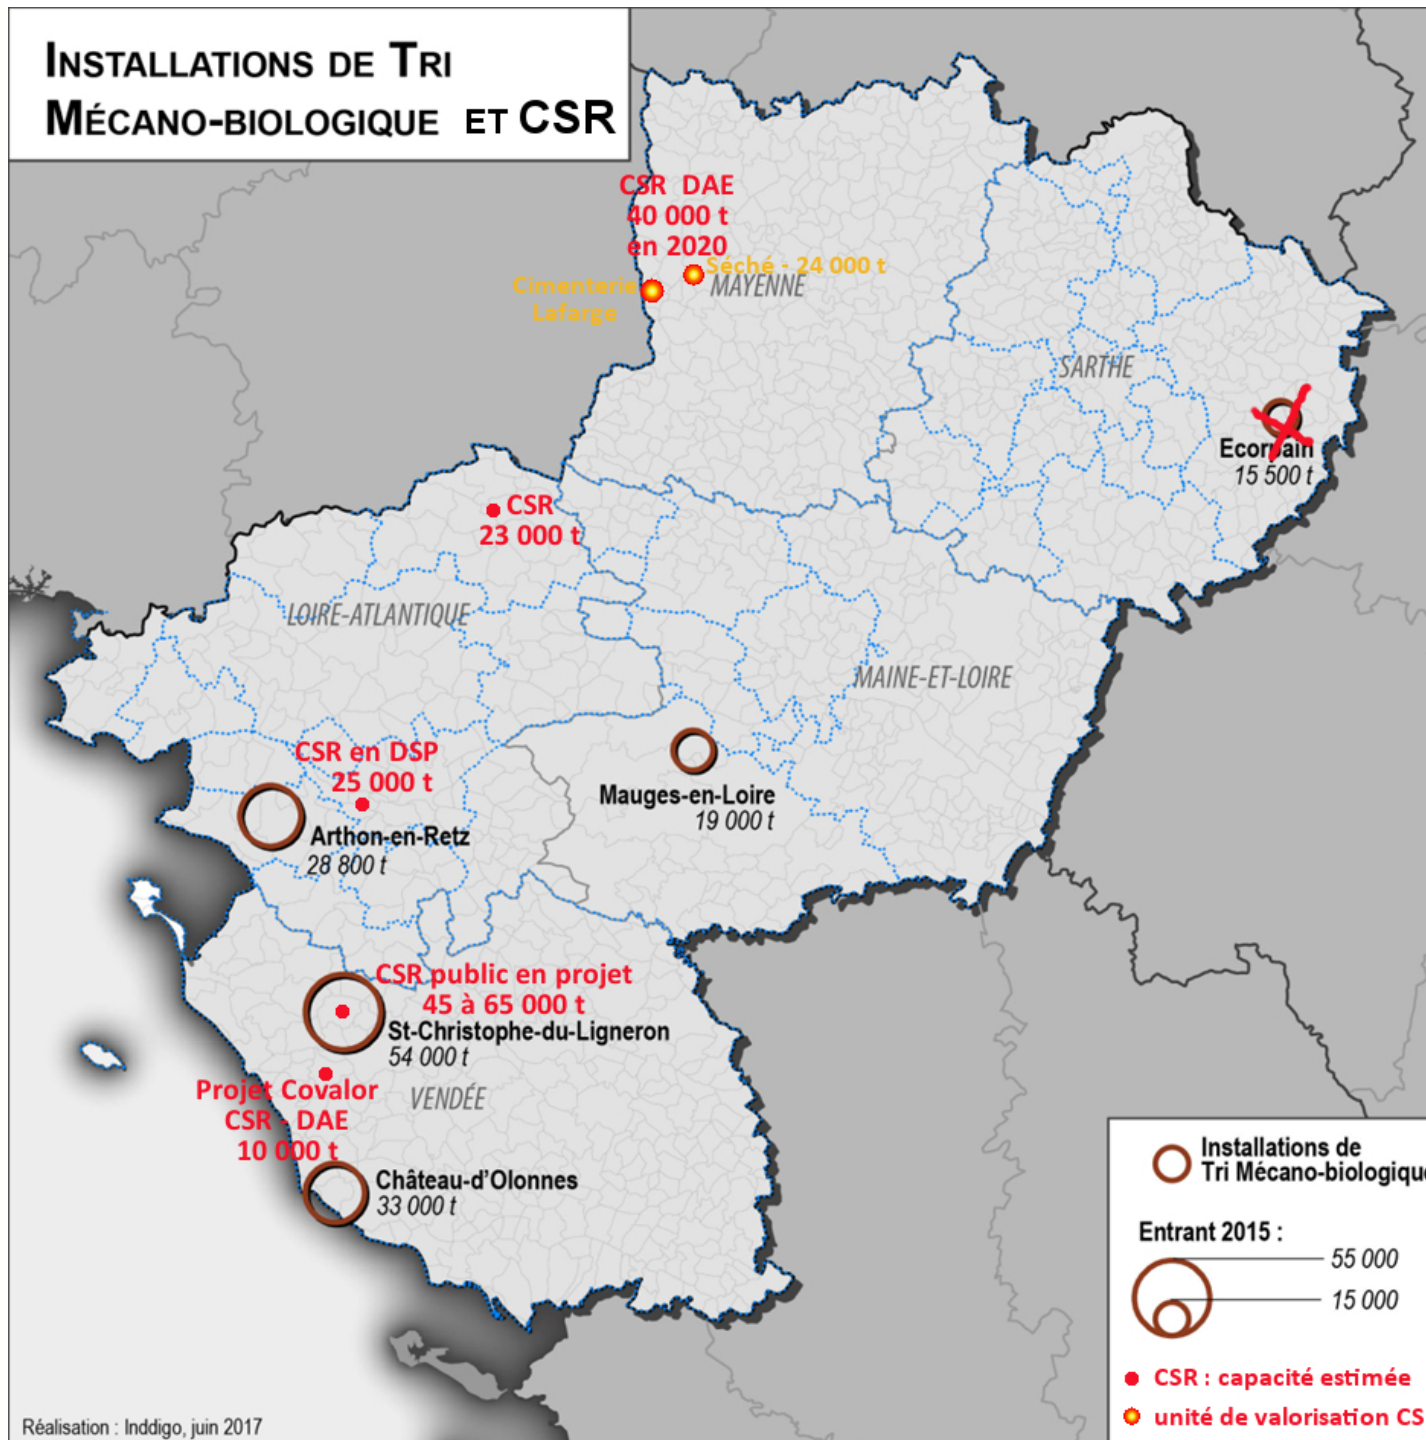 INSTALLATIONS DE TRI
MÉCANO-BIOLOGIQUE ET CSR
CSR DAE
40 000 t
en 2020
Séché - 24 000 t
Cimenterie
Lafarge
MAYENNE
SARTHE
Ecorpain
15 500 t
CSR
23 000 t
LOIRE-ATLANTIQUE
MAINE-ET-LOIRE
CSR en DSP
25 000 t
Arthon-en-Retz
28 800 t
Mauges-en-Loire
19 000 t
CSR public en projet
45 à 65 000 t
St-Christophe-du-Ligneron
54 000 t
Projet Covalor
CSR - DAE
10 000 t
VENDÉE
Château-d'Olonnes
33 000 t
Installations de
Tri Mécano-biologique
Entrant 2015 :
55 000
15 000
CSR : capacité estimée
unité de valorisation CS
Réalisation : Inddigo, juin 2017